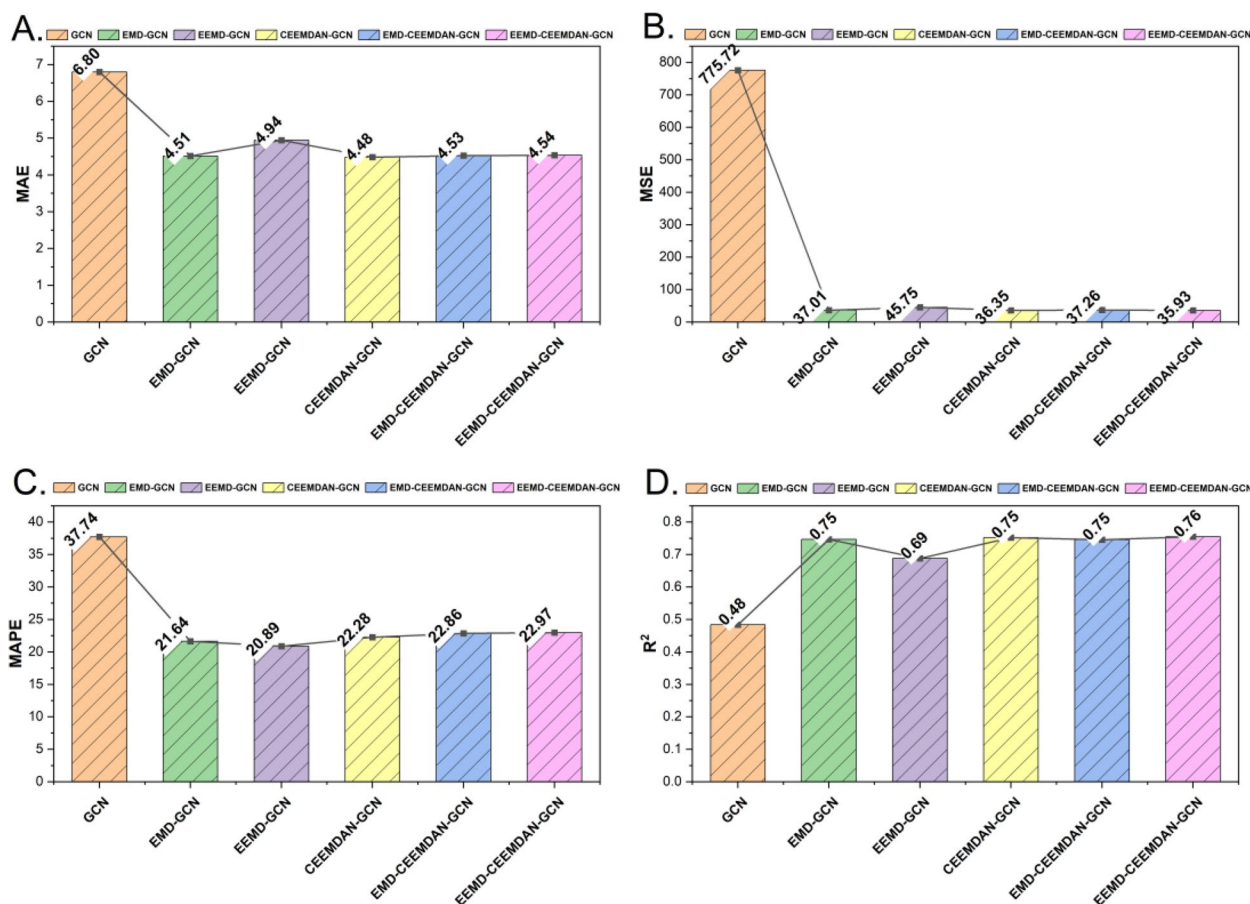 A.
GCN EMD-GCN EEMD-GCN CEEMDAN-GCN EMD-CEEMDAN-GCN EEMD-CEEMDAN-GCN
MAE
7
6
5
4
3
2
1
0
6.80
4.51
4.94
4.48
4.53
4.54
GCN
EMD-GCN
EEMD-GCN
CEEMDAN-GCN
EMD-CEEMDAN-GCN
EEMD-CEEMDAN-GCN
B.
GCN EMD-GCN EEMD-GCN CEEMDAN-GCN EMD-CEEMDAN-GCN EEMD-CEEMDAN-GCN
MSE
800
700
600
500
400
300
200
100
0
775.72
37.01
45.75
36.35
37.26
35.93
GCN
EMD-GCN
EEMD-GCN
CEEMDAN-GCN
EMD-CEEMDAN-GCN
EEMD-CEEMDAN-GCN
C.
GCN EMD-GCN EEMD-GCN CEEMDAN-GCN EMD-CEEMDAN-GCN EEMD-CEEMDAN-GCN
MAPE
40
35
30
25
20
15
10
5
0
37.74
21.64
20.89
22.28
22.86
22.97
GCN
EMD-GCN
EEMD-GCN
CEEMDAN-GCN
EMD-CEEMDAN-GCN
EEMD-CEEMDAN-GCN
D.
GCN EMD-GCN EEMD-GCN CEEMDAN-GCN EMD-CEEMDAN-GCN EEMD-CEEMDAN-GCN
R²
0.8
0.7
0.6
0.5
0.4
0.3
0.2
0.1
0.0
0.48
0.75
0.69
0.75
0.75
0.76
GCN
EMD-GCN
EEMD-GCN
CEEMDAN-GCN
EMD-CEEMDAN-GCN
EEMD-CEEMDAN-GCN